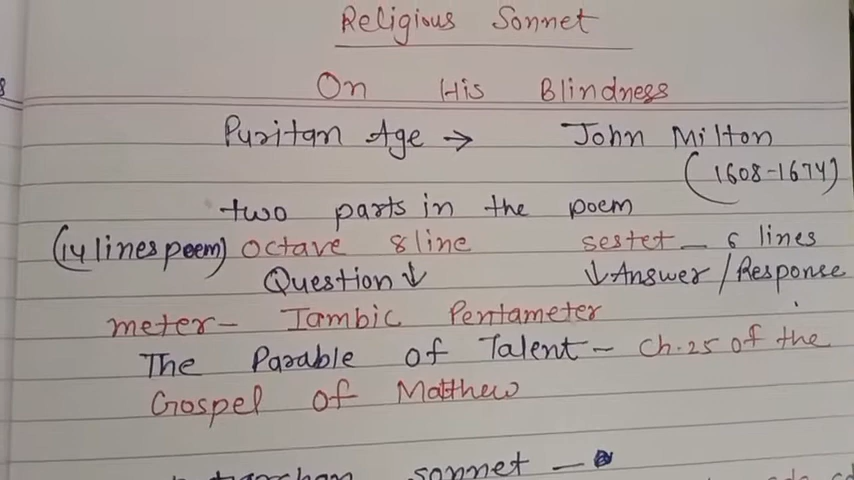 Religious Sonnet
On His Blindness
Puritan Age → John Milton
(1608-1674)
two parts in the poem
(14 lines poem) octave 8 line sestet - 6 lines
Question ↓ ↓ Answer / Response
meter - Iambic Pentameter
The Parable of Talent - Ch. 25 of the
Gospel of Matthew
sonnet -